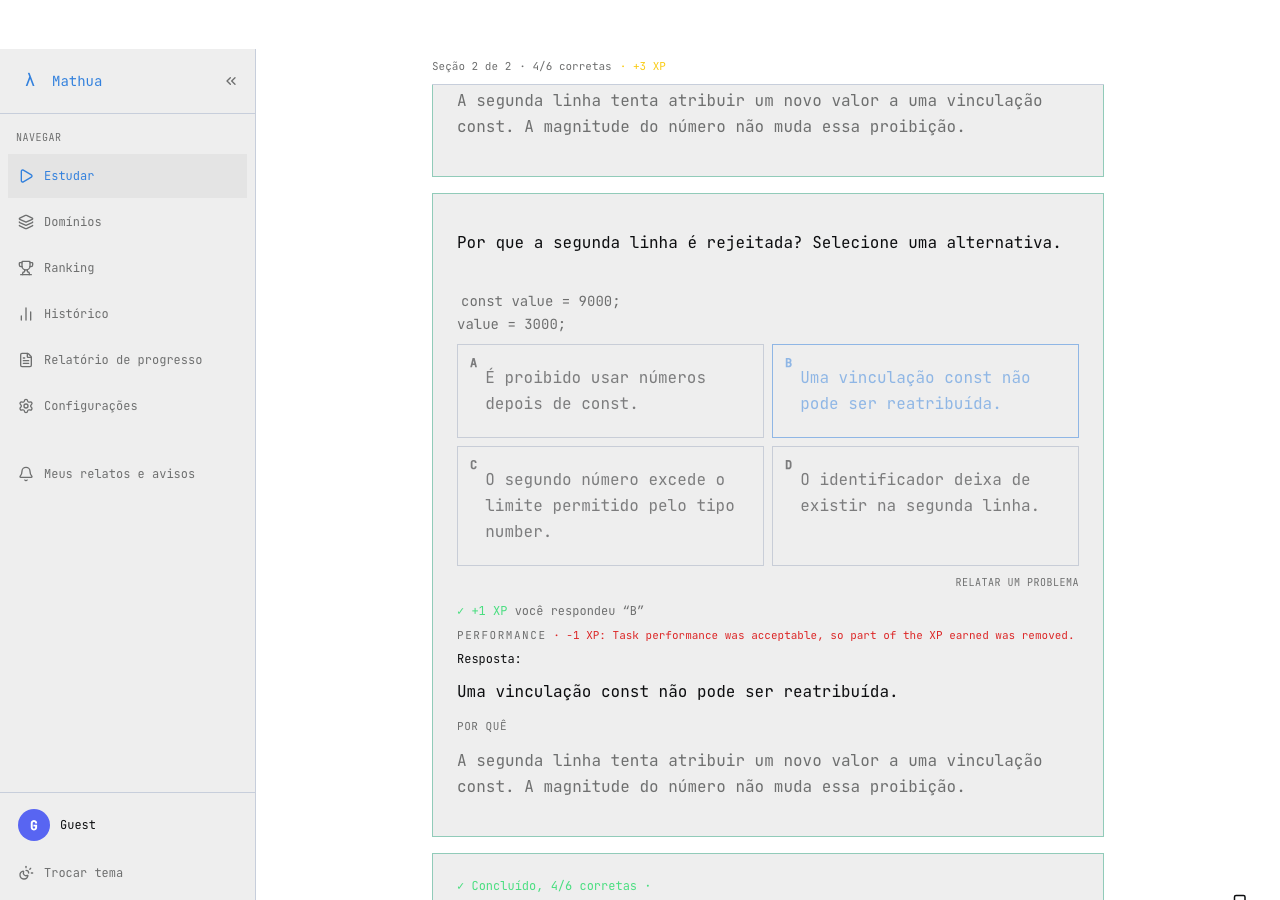 λ Mathua «
NAVEGAR
Estudar
Domínios
Ranking
Histórico
Relatório de progresso
Configurações
Meus relatos e avisos
G Guest
Trocar tema
Seção 2 de 2 · 4/6 corretas · +3 XP
A segunda linha tenta atribuir um novo valor a uma vinculação
const. A magnitude do número não muda essa proibição.
Por que a segunda linha é rejeitada? Selecione uma alternativa.
const value = 9000;
value = 3000;
A
É proibido usar números
depois de const.
B
Uma vinculação const não
pode ser reatribuída.
C
O segundo número excede o
limite permitido pelo tipo
number.
D
O identificador deixa de
existir na segunda linha.
RELATAR UM PROBLEMA
✓ +1 XP você respondeu “B”
PERFORMANCE · -1 XP: Task performance was acceptable, so part of the XP earned was removed.
Resposta:
Uma vinculação const não pode ser reatribuída.
POR QUÊ
A segunda linha tenta atribuir um novo valor a uma vinculação
const. A magnitude do número não muda essa proibição.
✓ Concluído, 4/6 corretas ·